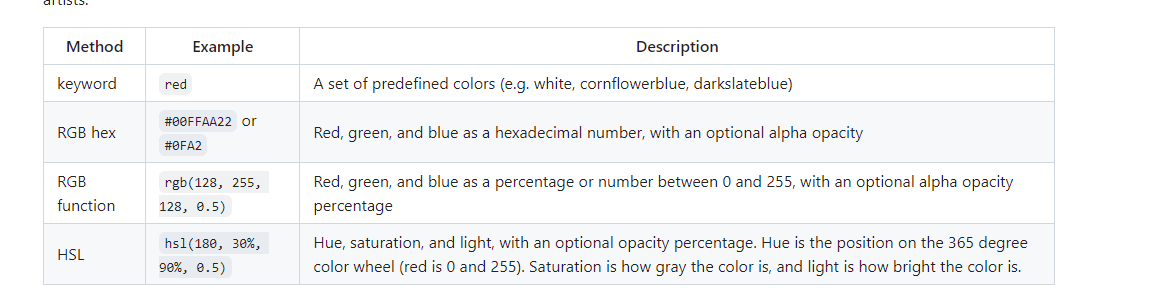 artists.
Method Example Description
keyword red A set of predefined colors (e.g. white, cornflowerblue, darkslateblue)
RGB hex #00FFAA22 or #0FA2 Red, green, and blue as a hexadecimal number, with an optional alpha opacity
RGB function rgb(128, 255, 128, 0.5) Red, green, and blue as a percentage or number between 0 and 255, with an optional alpha opacity
percentage
HSL hsl(180, 30%, 90%, 0.5) Hue, saturation, and light, with an optional opacity percentage. Hue is the position on the 365 degree
color wheel (red is 0 and 255). Saturation is how gray the color is, and light is how bright the color is.